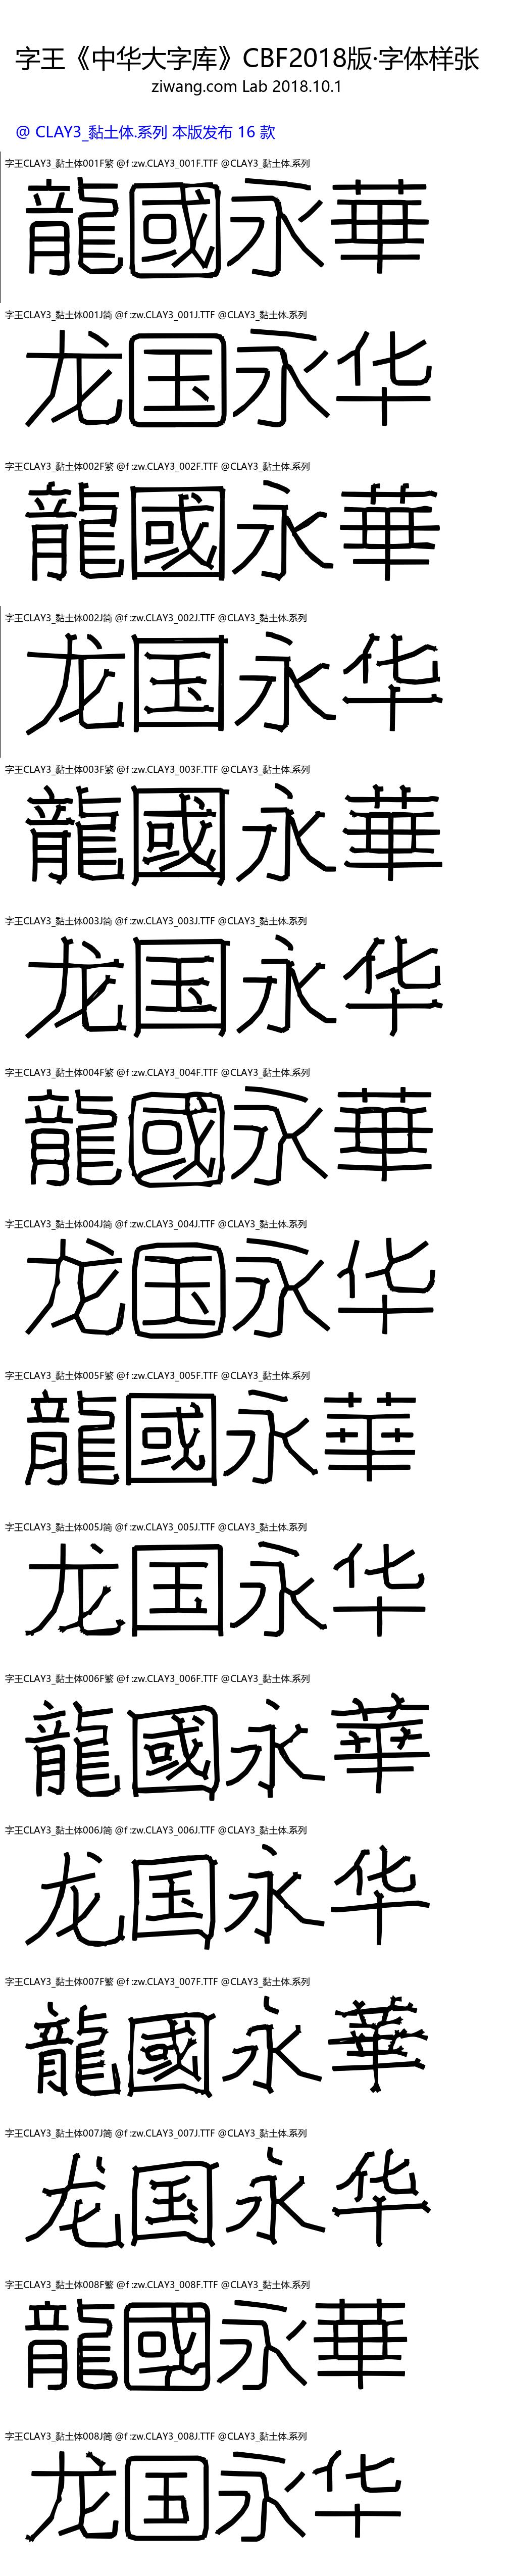 字王《中华大字库》CBF2018版·字体样张
ziwang.com Lab 2018.10.1
@ CLAY3_黏土体.系列 本版发布 16 款
字王CLAY3_黏土体001F繁 @f :zw.CLAY3_001F.TTF @CLAY3_黏土体.系列
龍國永華
字王CLAY3_黏土体001J简 @f :zw.CLAY3_001J.TTF @CLAY3_黏土体.系列
龙国永华
字王CLAY3_黏土体002F繁 @f :zw.CLAY3_002F.TTF @CLAY3_黏土体.系列
龍國永華
字王CLAY3_黏土体002J简 @f :zw.CLAY3_002J.TTF @CLAY3_黏土体.系列
龙国永华
字王CLAY3_黏土体003F繁 @f :zw.CLAY3_003F.TTF @CLAY3_黏土体.系列
龍國永華
字王CLAY3_黏土体003J简 @f :zw.CLAY3_003J.TTF @CLAY3_黏土体.系列
龙国永华
字王CLAY3_黏土体004F繁 @f :zw.CLAY3_004F.TTF @CLAY3_黏土体.系列
龍國永華
字王CLAY3_黏土体004J简 @f :zw.CLAY3_004J.TTF @CLAY3_黏土体.系列
龙国永华
字王CLAY3_黏土体005F繁 @f :zw.CLAY3_005F.TTF @CLAY3_黏土体.系列
龍國永華
字王CLAY3_黏土体005J简 @f :zw.CLAY3_005J.TTF @CLAY3_黏土体.系列
龙国永华
字王CLAY3_黏土体006F繁 @f :zw.CLAY3_006F.TTF @CLAY3_黏土体.系列
龍國永華
字王CLAY3_黏土体006J简 @f :zw.CLAY3_006J.TTF @CLAY3_黏土体.系列
龙国永华
字王CLAY3_黏土体007F繁 @f :zw.CLAY3_007F.TTF @CLAY3_黏土体.系列
龍國永華
字王CLAY3_黏土体007J简 @f :zw.CLAY3_007J.TTF @CLAY3_黏土体.系列
龙国永华
字王CLAY3_黏土体008F繁 @f :zw.CLAY3_008F.TTF @CLAY3_黏土体.系列
龍國永華
字王CLAY3_黏土体008J简 @f :zw.CLAY3_008J.TTF @CLAY3_黏土体.系列
龙国永华